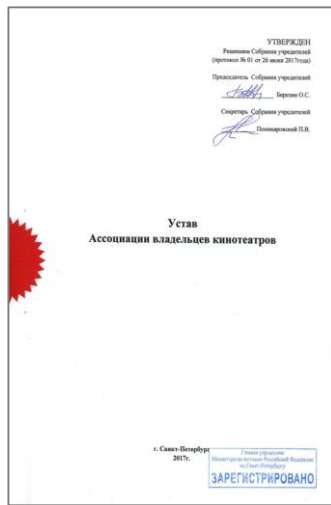 УТВЕРЖДЕН
Решением Собрания учредителей
(протокол № 01 от 26 июня 2017года)
Председатель Собрания учредителей
Березин О.С.
Секретарь Собрания учредителей
Понikaровский П.В.
Устав
Ассоциации владельцев кинотеатров
г. Санкт-Петербург
2017г.
Главное управление
Министерства юстиции Российской Федерации
по Санкт-Петербургу
ЗАРЕГИСТРИРОВАНО